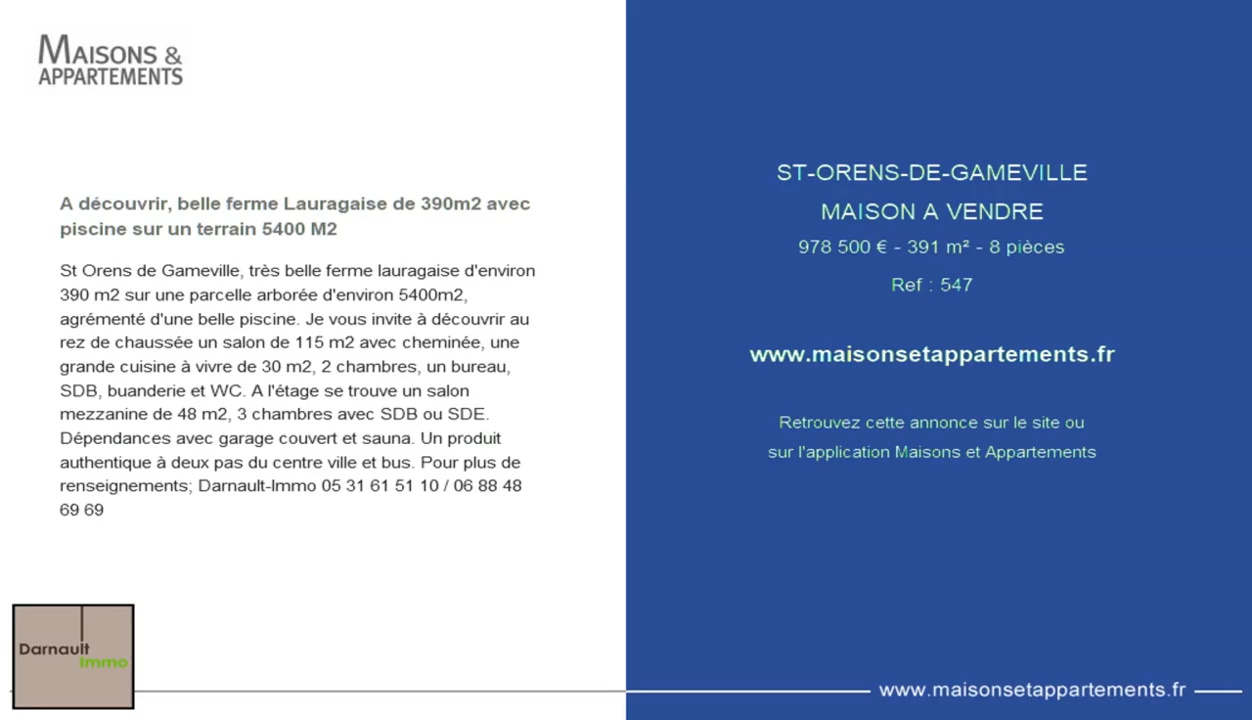 MAISONS &
APPARTEMENTS
A découvrir, belle ferme Lauragaise de 390m2 avec
piscine sur un terrain 5400 M2
St Orens de Gameville, très belle ferme lauragaise d'environ
390 m2 sur une parcelle arborée d'environ 5400m2,
agrémenté d'une belle piscine. Je vous invite à découvrir au
rez de chaussée un salon de 115 m2 avec cheminée, une
grande cuisine à vivre de 30 m2, 2 chambres, un bureau,
SDB, buanderie et WC. A l'étage se trouve un salon
mezzanine de 48 m2, 3 chambres avec SDB ou SDE.
Dépendances avec garage couvert et sauna. Un produit
authentique à deux pas du centre ville et bus. Pour plus de
renseignements; Darnault-Immo 05 31 61 51 10 / 06 88 48
69 69
Darnault
Immo
ST-ORENS-DE-GAMEVILLE
MAISON A VENDRE
978 500 € - 391 m² - 8 pièces
Ref : 547
www.maisonsetappartements.fr
Retrouvez cette annonce sur le site ou
sur l'application Maisons et Appartements
www.maisonsetappartements.fr